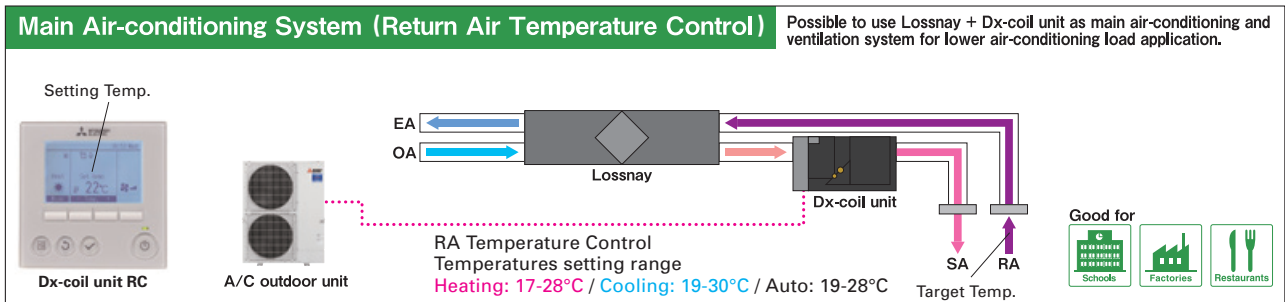 Main Air-conditioning System (Return Air Temperature Control)
Possible to use Lossnay + Dx-coil unit as main air-conditioning and
ventilation system for lower air-conditioning load application.
Setting Temp.
22°C
Dx-coil unit RC
A/C outdoor unit
EA
OA
Lossnay
Dx-coil unit
RA Temperature Control
Temperatures setting range
Heating: 17-28°C / Cooling: 19-30°C / Auto: 19-28°C
SA
RA
Target Temp.
Good for
Schools
Factories
Restaurants